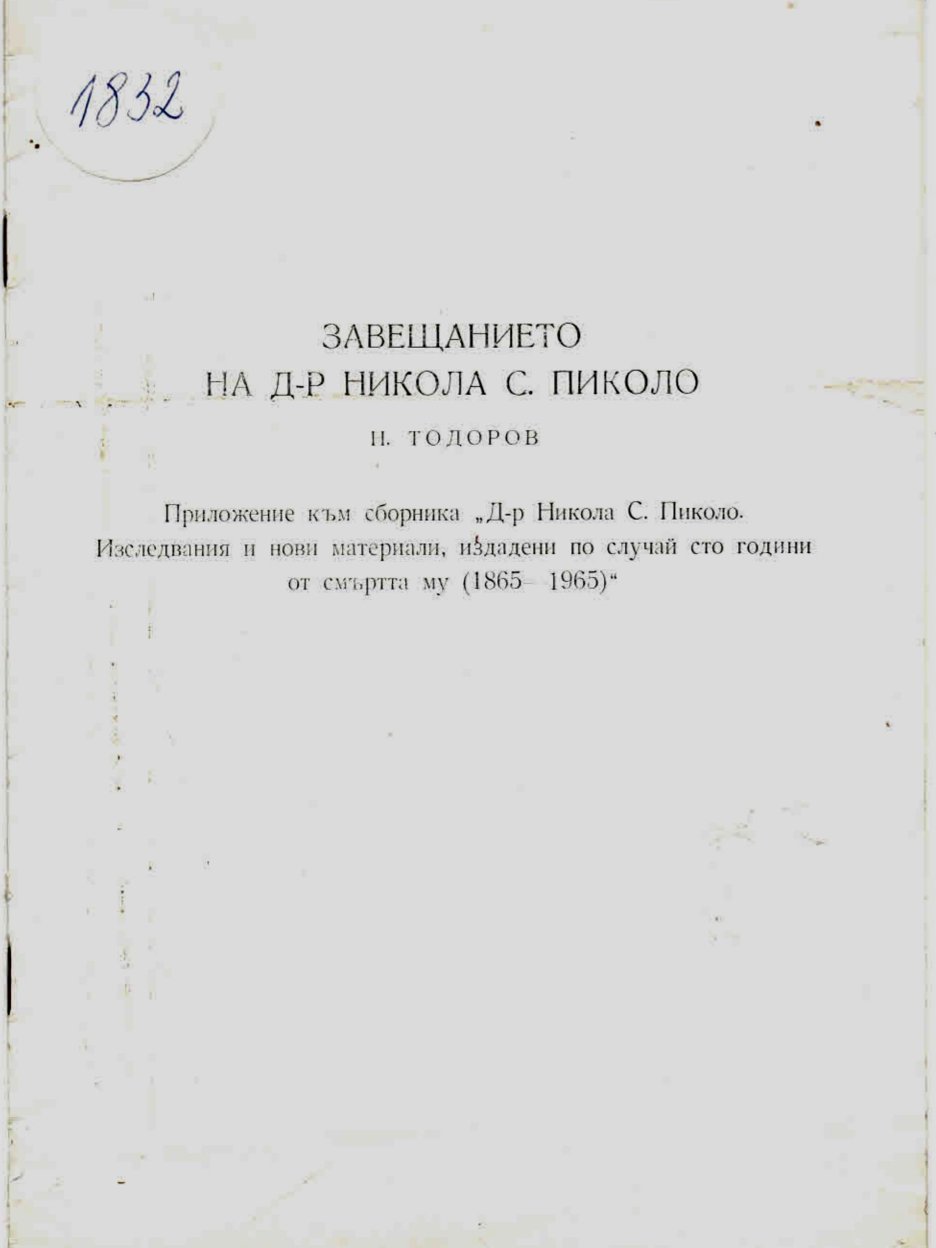 1832
ЗАВЕЩАНИЕТО
НА Д-Р НИКОЛА С. ПИКОЛО
Н. ТОДОРОВ
Приложение към сборника „Д-р Никола С. Пиколо.
Изследвания и нови материали, издадени по случай сто години
от смъртта му (1865— 1965)“